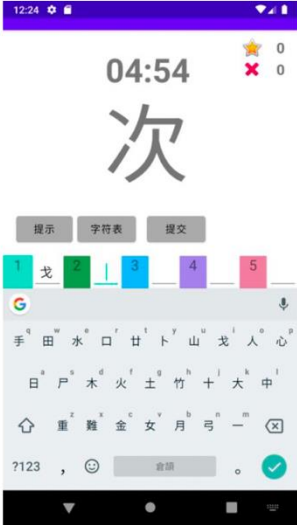 12:24
0
04:54
0
次
提示 字符表 提交
1 戈 2 3 4 5
q w e r t y u i o p
手 田 水 口 廿 卜 山 戈 人 心
a s d f g h j k l
日 尸 木 火 土 竹 十 大 中
z x c v b n m
重 難 金 女 月 弓 一
?123 , 倉頡 。